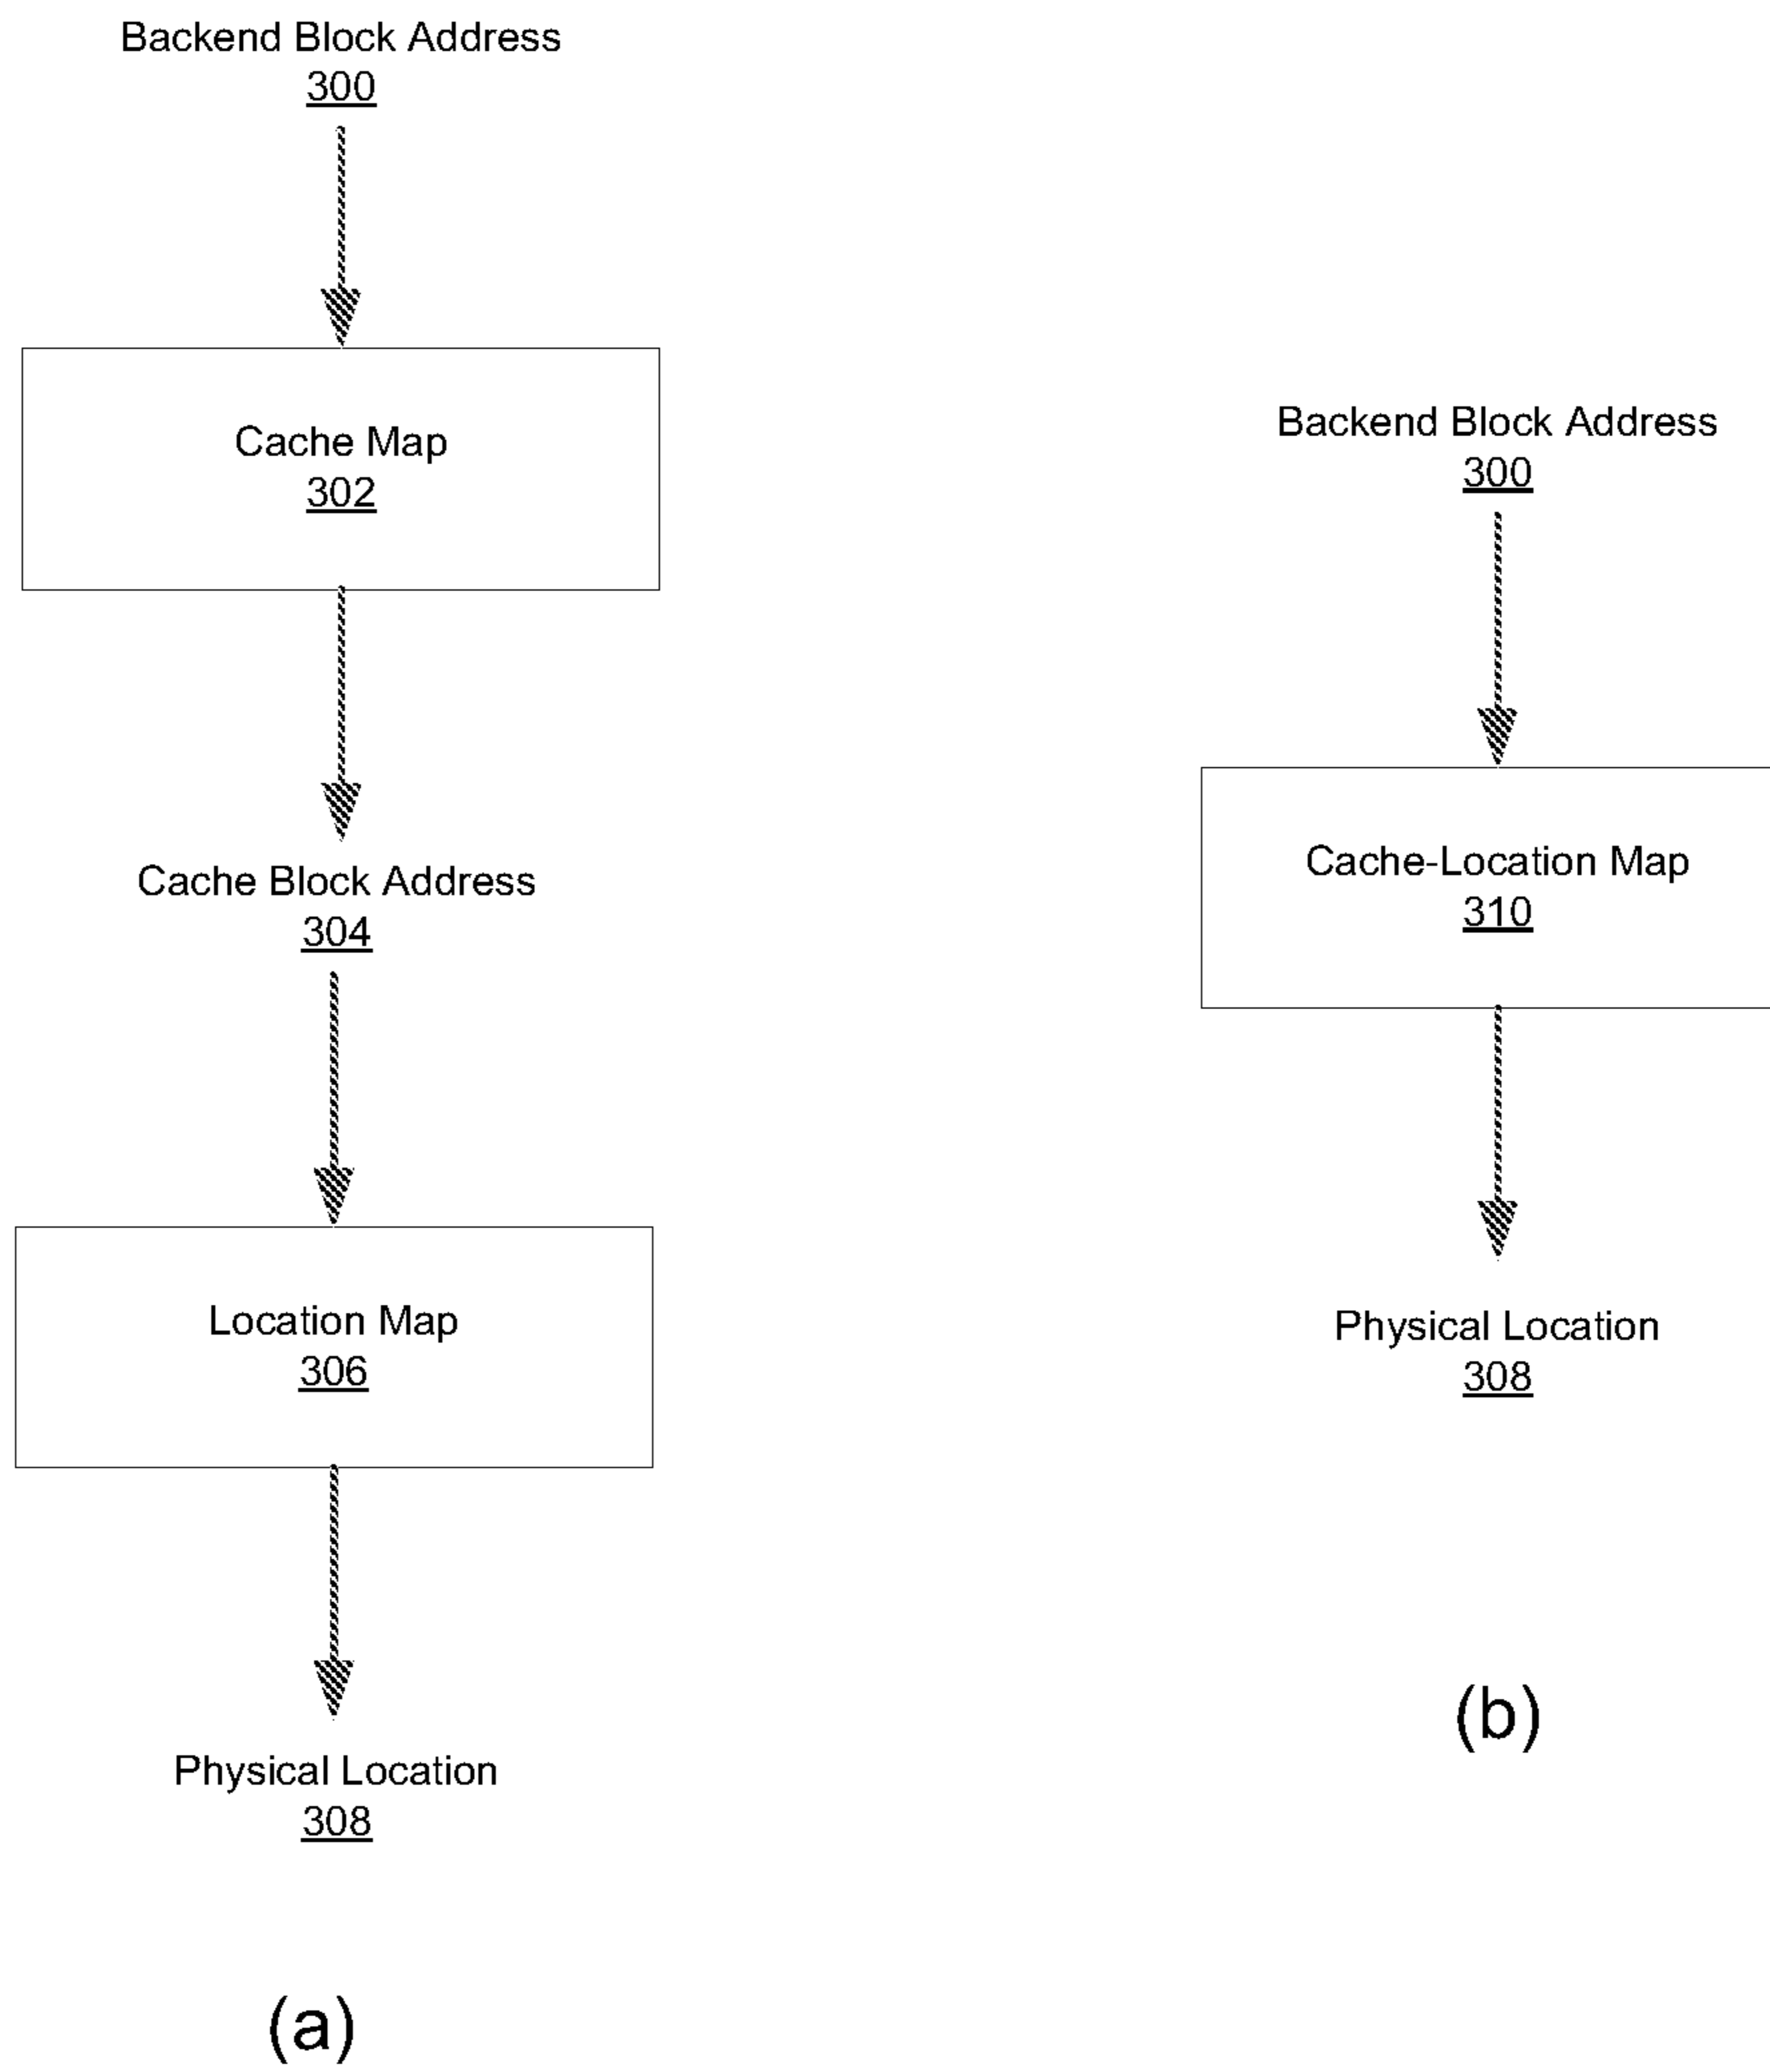 Backend Block Address
300
Cache Map
302
Cache Block Address
304
Location Map
306
Physical Location
308
(a)
Backend Block Address
300
Cache-Location Map
310
Physical Location
308
(b)